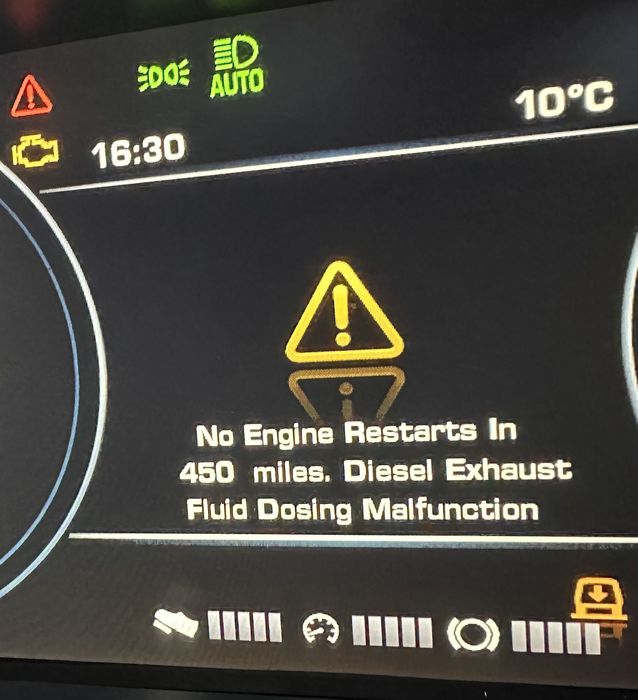 AUTO
10°C
16:30
No Engine Restarts In
450 miles. Diesel Exhaust
Fluid Dosing Malfunction